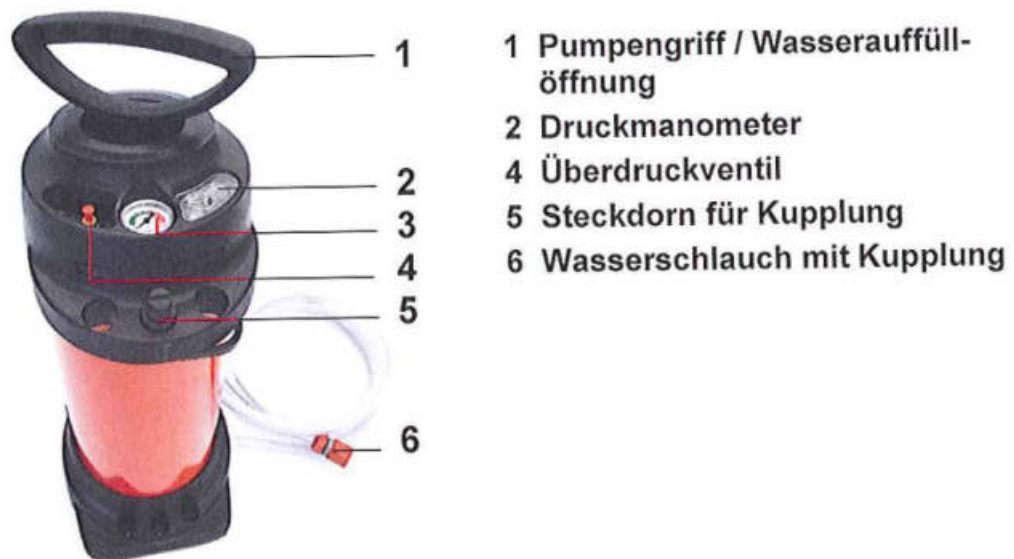 1
2
3
4
5
6
1 Pumpengriff / Wasserauffüll-
öffnung
2 Druckmanometer
4 Überdruckventil
5 Steckdorn für Kupplung
6 Wasserschlauch mit Kupplung